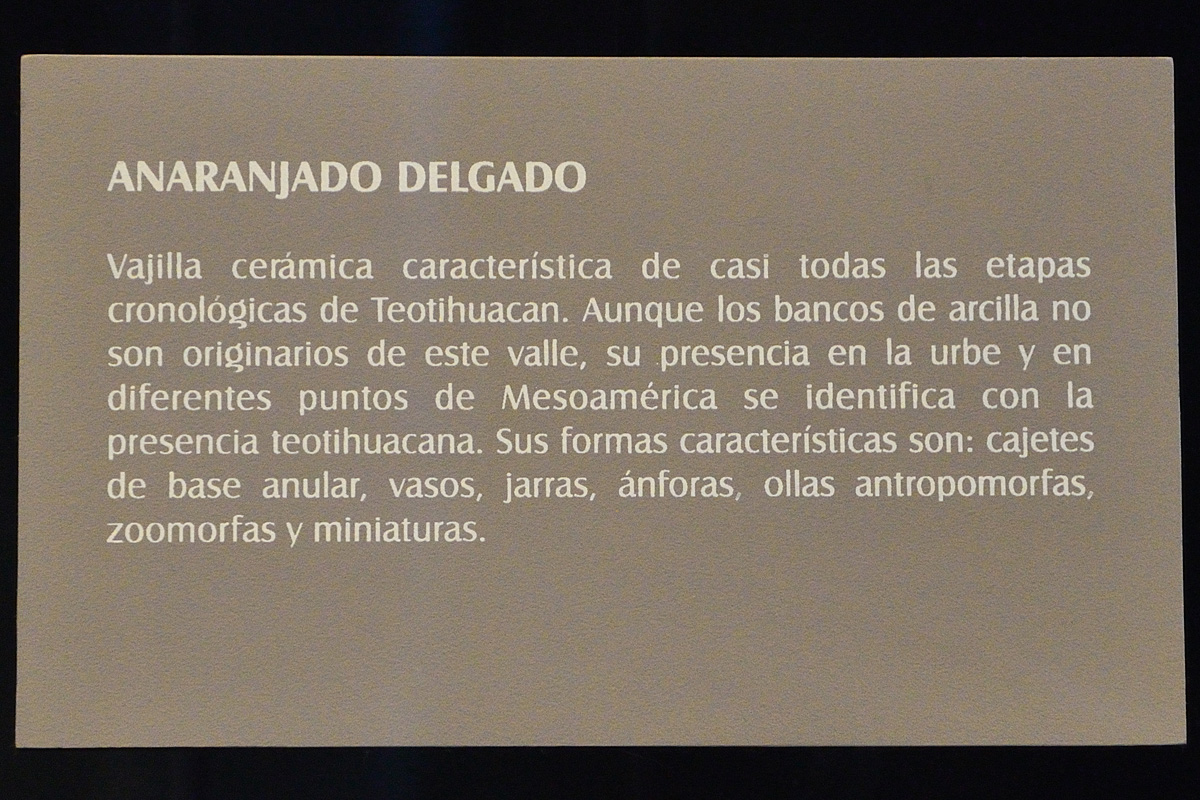 ANARANJADO DELGADO
Vajilla cerámica característica de casi todas las etapas
cronológicas de Teotihuacan. Aunque los bancos de arcilla no
son originarios de este valle, su presencia en la urbe y en
diferentes puntos de Mesoamérica se identifica con la
presencia teotihuacana. Sus formas características son: cajetes
de base anular, vasos, jarras, ánforas, ollas antropomorfas,
zoomorfas y miniaturas.